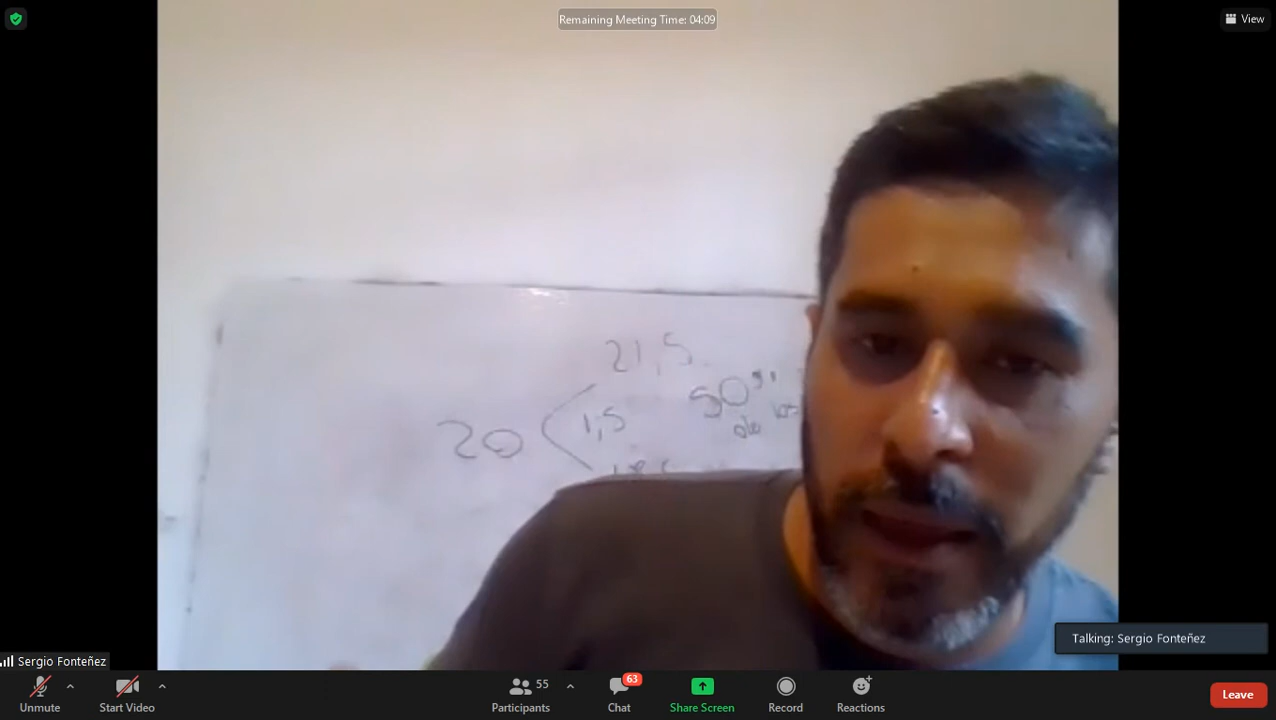 Remaining Meeting Time: 04:09
View
21,5
20
1,5
50
Talking: Sergio Fonteñez
Sergio Fonteñez
Unmute
Start Video
55
Participants
63
Chat
Share Screen
Record
Reactions
Leave